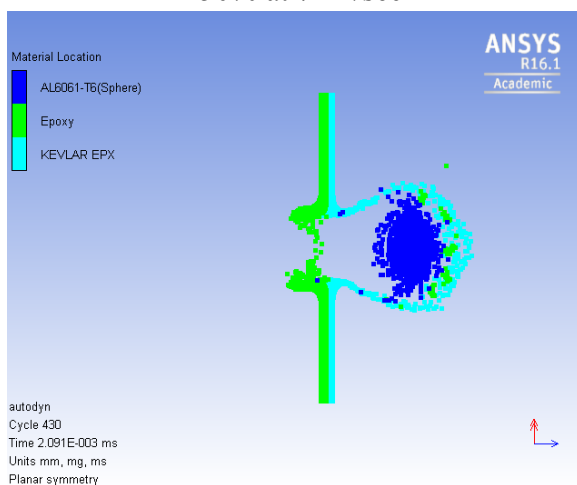 ANSYS
R16.1
Academic
Material Location
AL6061-T6(Sphere)
Epoxy
KEVLAR EPX
autodyn
Cycle 430
Time 2.091E-003 ms
Units mm, mg, ms
Planar symmetry